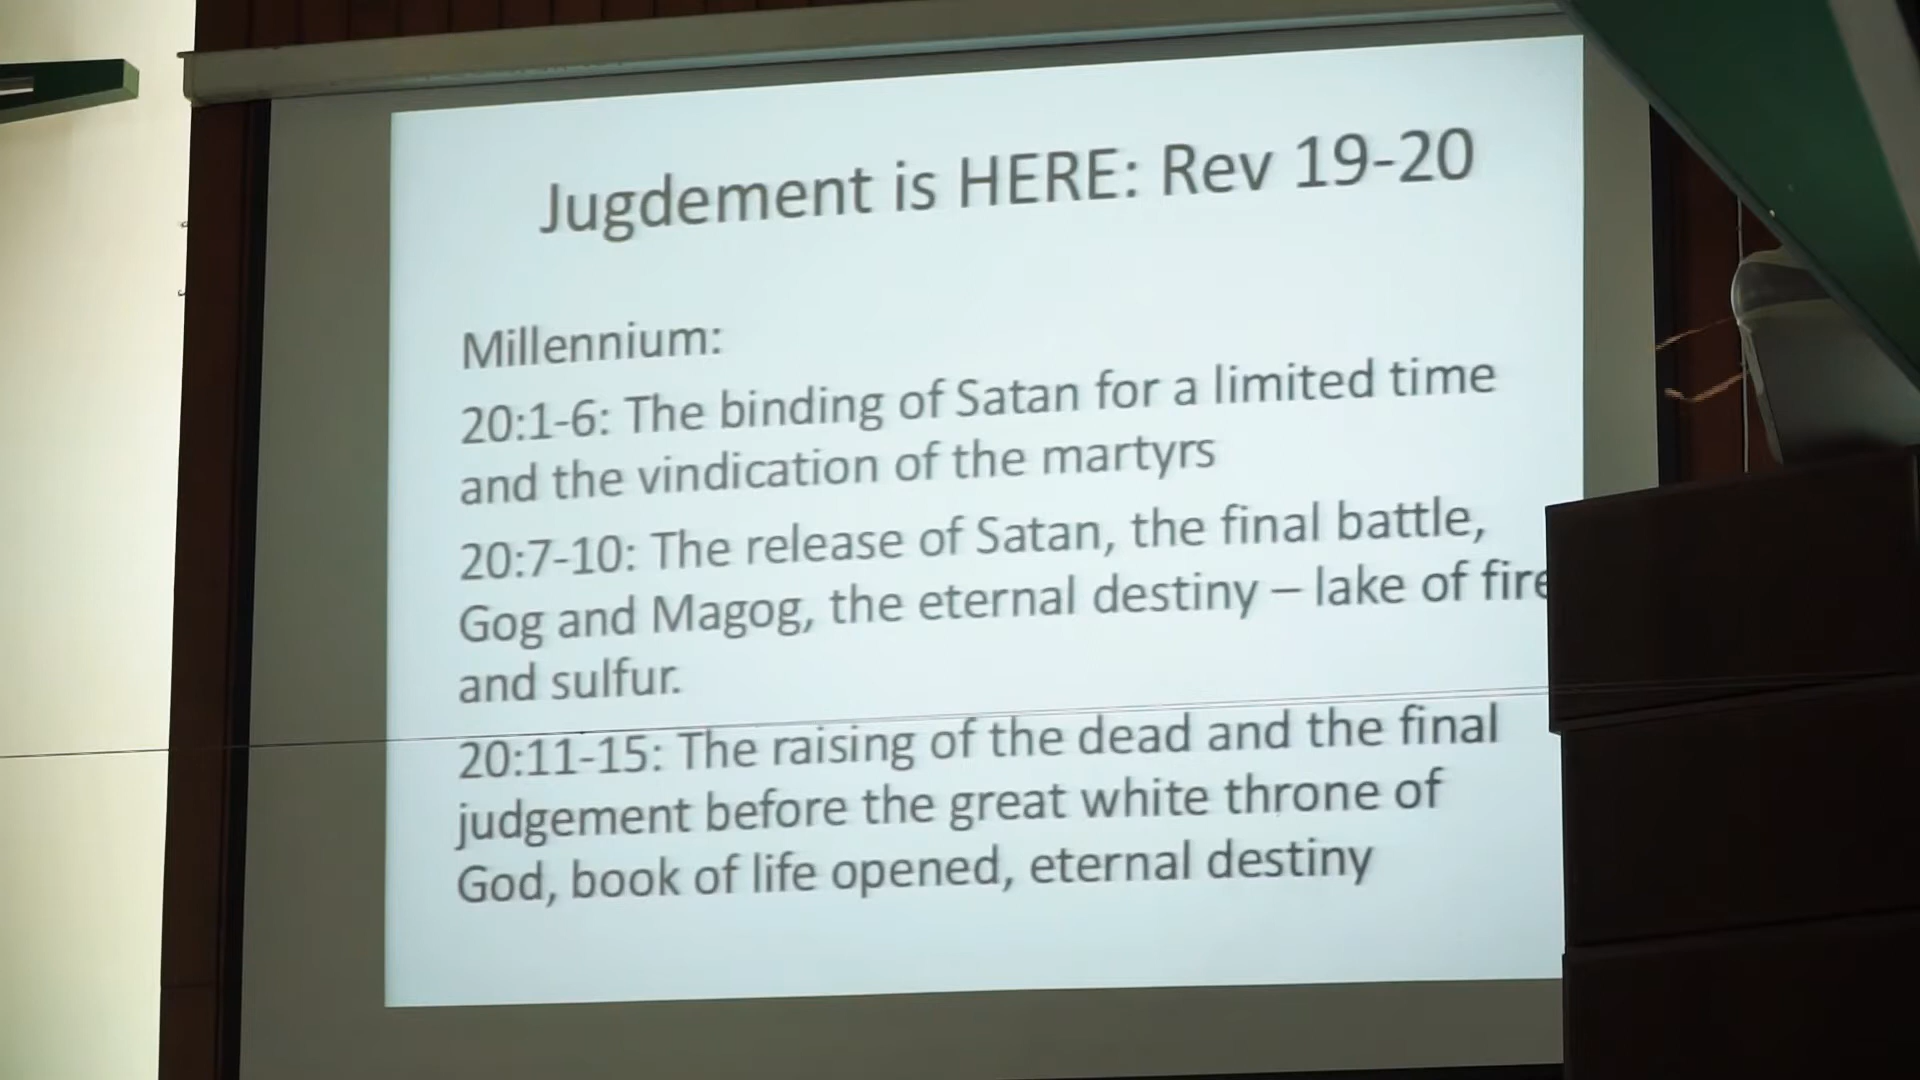 Jugdement is HERE: Rev 19-20
Millennium:
20:1-6: The binding of Satan for a limited time
and the vindication of the martyrs
20:7-10: The release of Satan, the final battle,
Gog and Magog, the eternal destiny – lake of fire
and sulfur.
20:11-15: The raising of the dead and the final
judgement before the great white throne of
God, book of life opened, eternal destiny